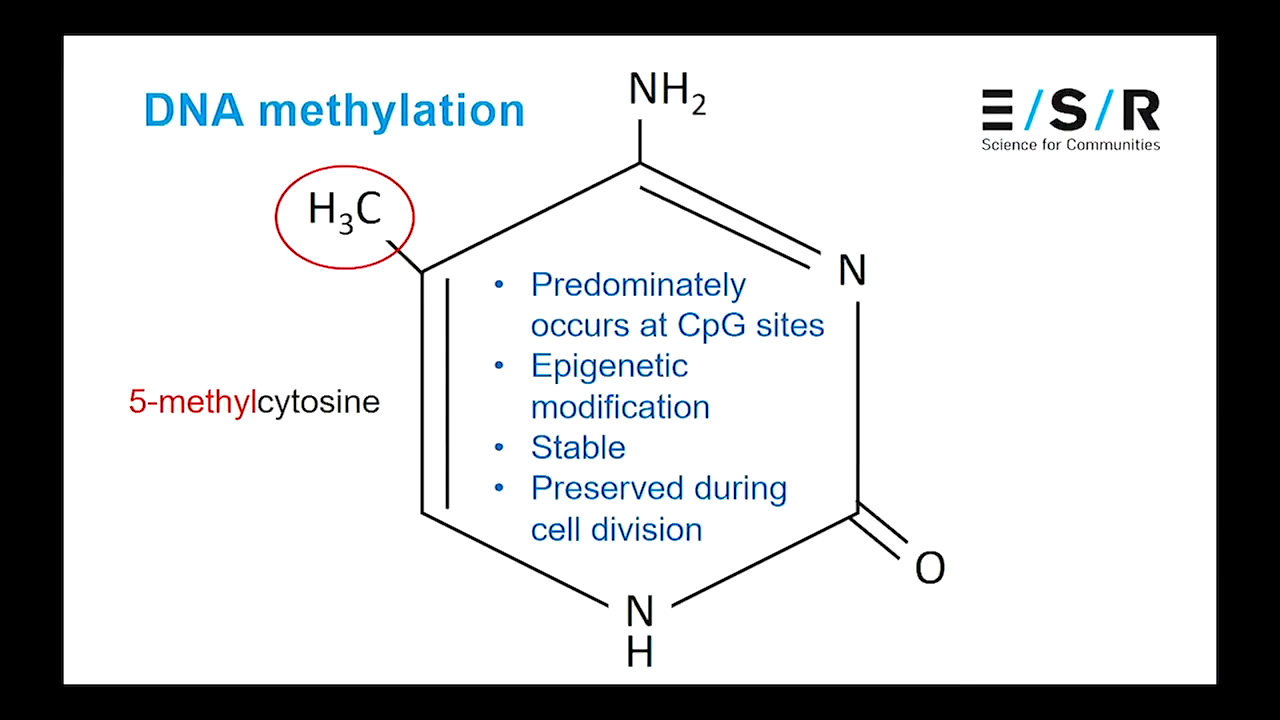 DNA methylation
NH2
E/S/R
Science for Communities
H3C
N
• Predominately
occurs at CpG sites
• Epigenetic
modification
5-methylcytosine
• Stable
• Preserved during
cell division
O
N
H